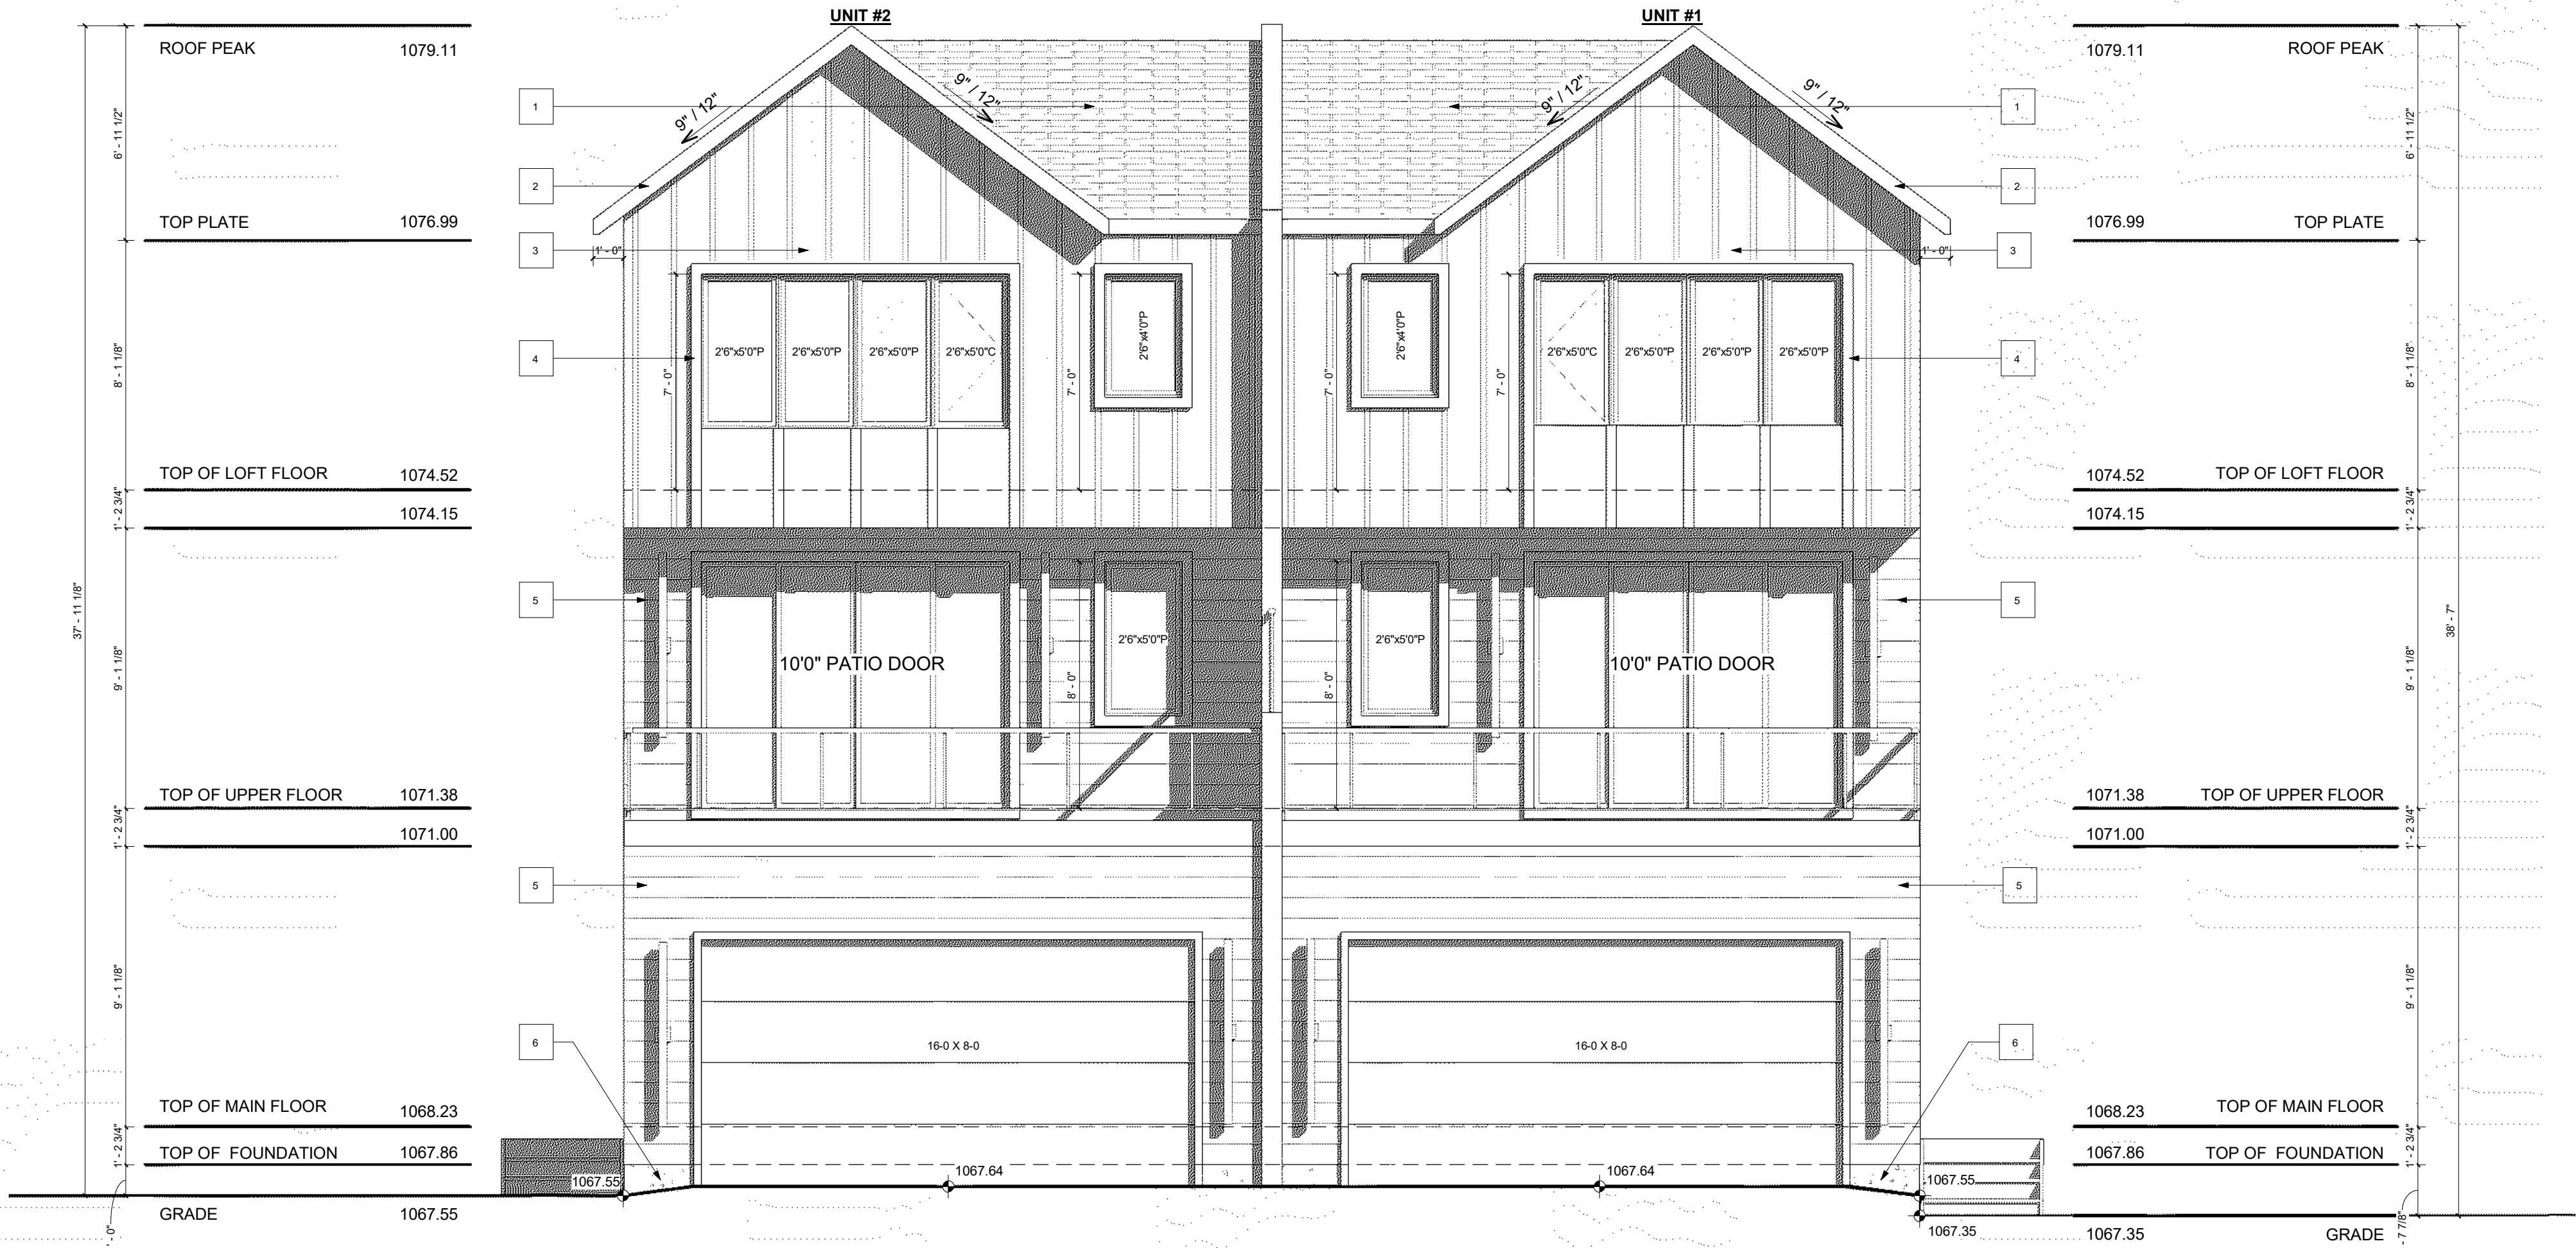 UNIT #2
UNIT #1
ROOF PEAK 1079.11
1079.11 ROOF PEAK
9" / 12"
9" / 12"
9" / 12"
9" / 12"
1
1
6' - 11 1/2"
6' - 11 1/2"
2
2
TOP PLATE 1076.99
1076.99 TOP PLATE
3
1' - 0"
1' - 0"
3
8' - 1 1/8"
4
7' - 0"
2'6"x5'0"P
2'6"x5'0"P
2'6"x5'0"P
2'6"x5'0"C
7' - 0"
2'6"x4'0"P
7' - 0"
2'6"x4'0"P
7' - 0"
2'6"x5'0"C
2'6"x5'0"P
2'6"x5'0"P
2'6"x5'0"P
4
8' - 1 1/8"
TOP OF LOFT FLOOR 1074.52
1074.52 TOP OF LOFT FLOOR
1' - 2 3/4"
1074.15
1074.15
1' - 2 3/4"
37' - 11 1/8"
5
5
38' - 7"
9' - 1 1/8"
10'0" PATIO DOOR
8' - 0"
2'6"x5'0"P
8' - 0"
2'6"x5'0"P
10'0" PATIO DOOR
9' - 1 1/8"
TOP OF UPPER FLOOR 1071.38
1071.38 TOP OF UPPER FLOOR
1' - 2 3/4"
1071.00
1071.00
1' - 2 3/4"
5
5
9' - 1 1/8"
9' - 1 1/8"
6
16-0 X 8-0
16-0 X 8-0
6
TOP OF MAIN FLOOR 1068.23
1068.23 TOP OF MAIN FLOOR
1' - 2 3/4"
1' - 2 3/4"
TOP OF FOUNDATION 1067.86
1067.86 TOP OF FOUNDATION
1067.55
1067.64
1067.64
1067.55
GRADE 1067.55
1067.35
1067.35 GRADE
' - 0"
- 7 7/8"